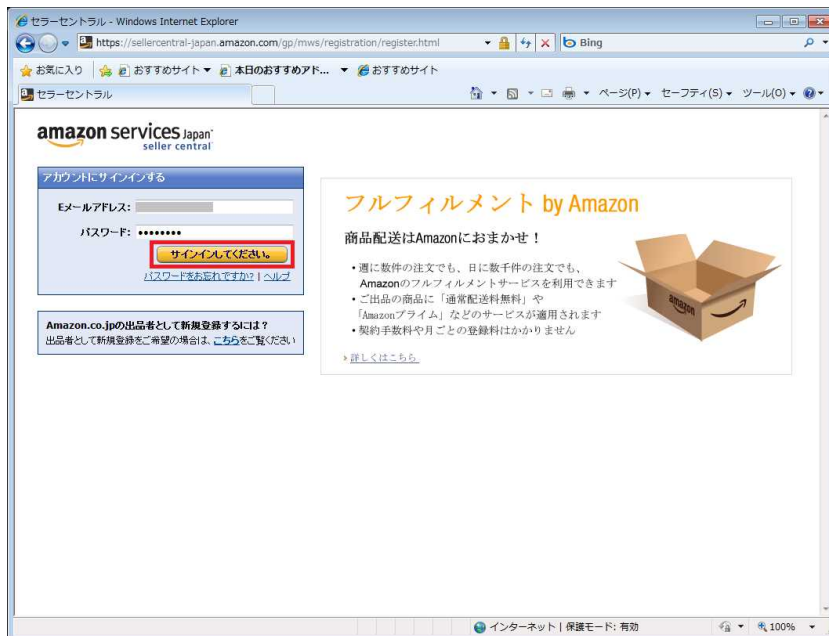 セラーセントラル - Windows Internet Explorer
https://sellercentral-japan.amazon.com/gp/mws/registration/register.html
Bing
お気に入り
おすすめサイト ▼
本日のおすすめアド... ▼
おすすめサイト
セラーセントラル
ページ(P) ▼ セーフティ(S) ▼ ツール(O) ▼
amazon services Japan
seller central
アカウントにサインインする
Eメールアドレス:
パスワード: ••••••••
サインインしてください。
パスワードをお忘れですか? | ヘルプ
Amazon.co.jpの出品者として新規登録するには？
出品者として新規登録をご希望の場合は、こちらをご覧ください
フルフィルメント by Amazon
商品配送はAmazonにおまかせ！
・週に数件の注文でも、日に数千件の注文でも、
Amazonのフルフィルメントサービスを利用できます
・ご出品の商品に「通常配送料無料」や
「Amazonプライム」などのサービスが適用されます
・契約手数料や月ごとの登録料はかかりません
詳しくはこちら
amazon
インターネット | 保護モード: 有効
100%